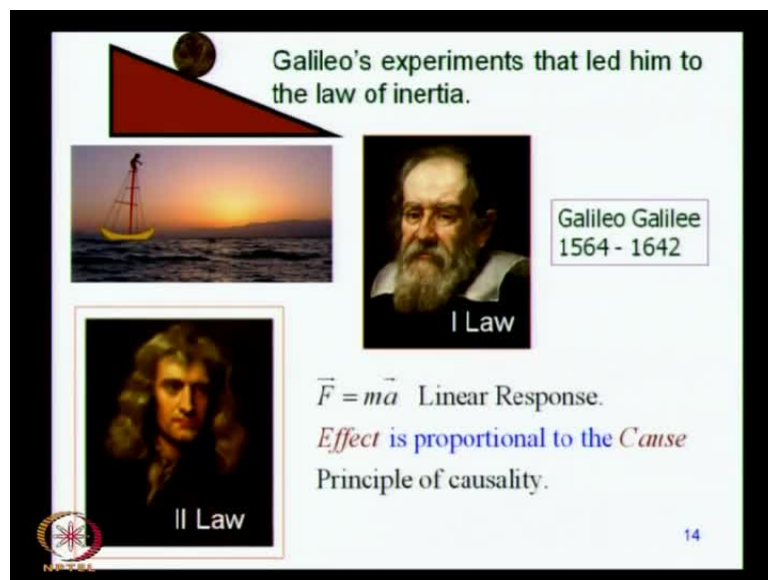 Galileo's experiments that led him to
the law of inertia.
Galileo Galilee
1564 - 1642
I Law
F = ma Linear Response.
Effect is proportional to the Cause
Principle of causality.
II Law
14
NPTEL